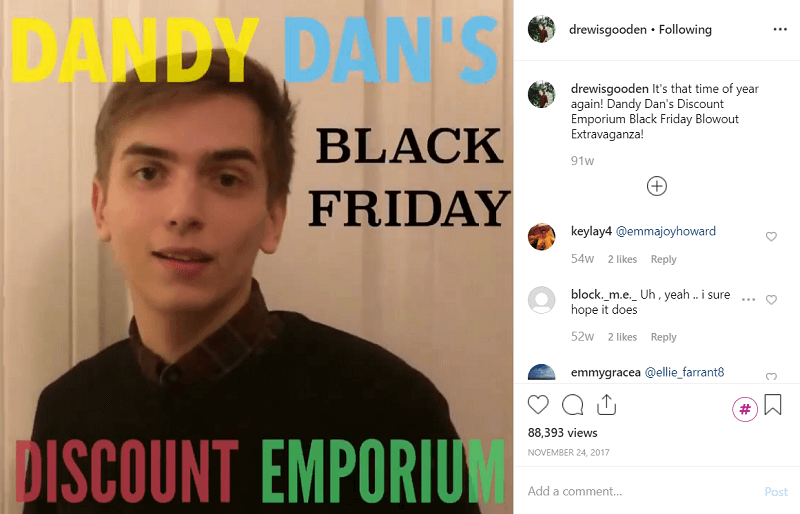 DANDY DAN'S
BLACK
FRIDAY
DISCOUNT EMPORIUM
drewisgooden • Following
drewisgooden It's that time of year
again! Dandy Dan's Discount
Emporium Black Friday Blowout
Extravaganza!
91w
keylay4 @emmajoyhoward
54w 2 likes Reply
block._m.e._ Uh , yeah .. i sure
hope it does
52w 2 likes Reply
emmygracea @ellie_farrant8
#
88,393 views
NOVEMBER 24, 2017
Add a comment...
Post